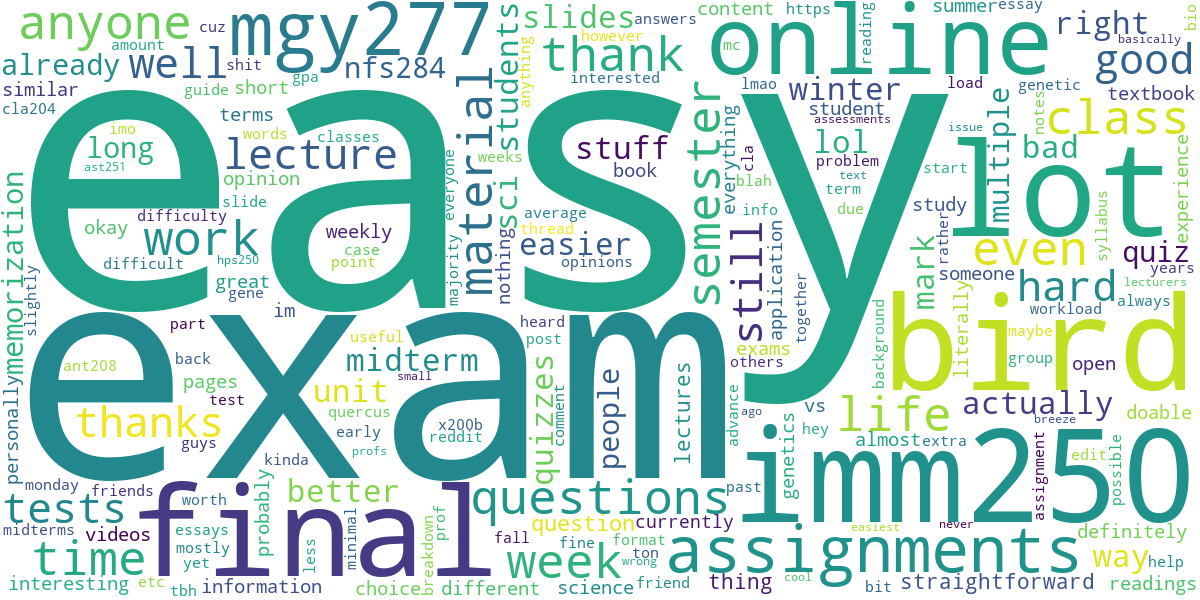 anyone
mgy277
slides
answers
content
https
summer
essay
bio
cuz
amount
however
mc
reading
right
already
well
shit
nfs284
students
thank
anything
online
good
similar
guide
short
gpa
material
interested
lmao
winter
load
genetic
textbook
cla204
terms
words
classes
sci
semester
everything
student
assessments
multiple
notes
class
imo
long
ast251
lecture
weeks
stuff
cla
lol
problem
issue
bad
experience
easy
opinion
everyone
book
blah
text
term
start
lot
memorization
slide
difficulty
weekly
average
thread
info
due
study
syllabus
okay
work
case
point
nothing
easier
opinions
still
application
rather
even
quiz
difficult
hps250
majority
together
mark
someone
years
slightly
great
gene
im
hard
lecturers
workload
always
exam
part
useful
heard
post
exams
background
literally
maybe
bird
ant208
back
midterm
people
others
group
open
personally
pages
unit
small
lectures
advance
vs
life
actually
doable
test
quercus
x200b
quizzes
comment
ago
hey
breeze
thanks
guys
early
reddit
genetics
almost
extra
assignment
edit
possible
kinda
profs
imm250
monday
friends
probably
better
questions
past
midterms
worth
final
tests
videos
essays
minimal
prof
question
currently
easiest
never
definitely
time
mostly
yet
less
breakdown
fall
fine
format
week
ton
wrong
assignments
way
help
interesting
etc
tbh
information
choice
different
science
friend
thing
cool
bit
straightforward
readings
basically